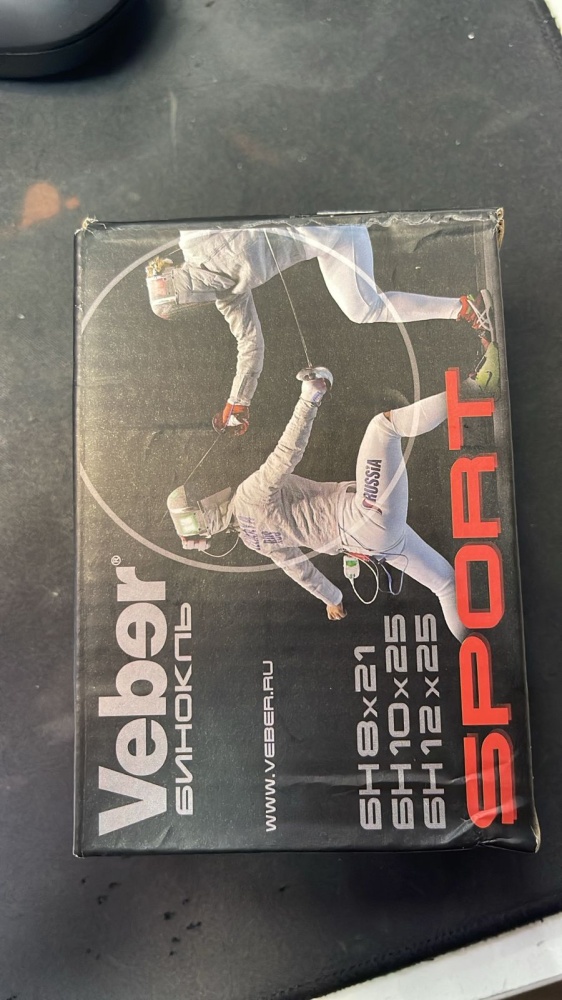 Veber®
БИНОКЛЬ
www.VEBER.RU
БН 8x21
БН 10x25
БН 12x25
SPORT
RUSSIA